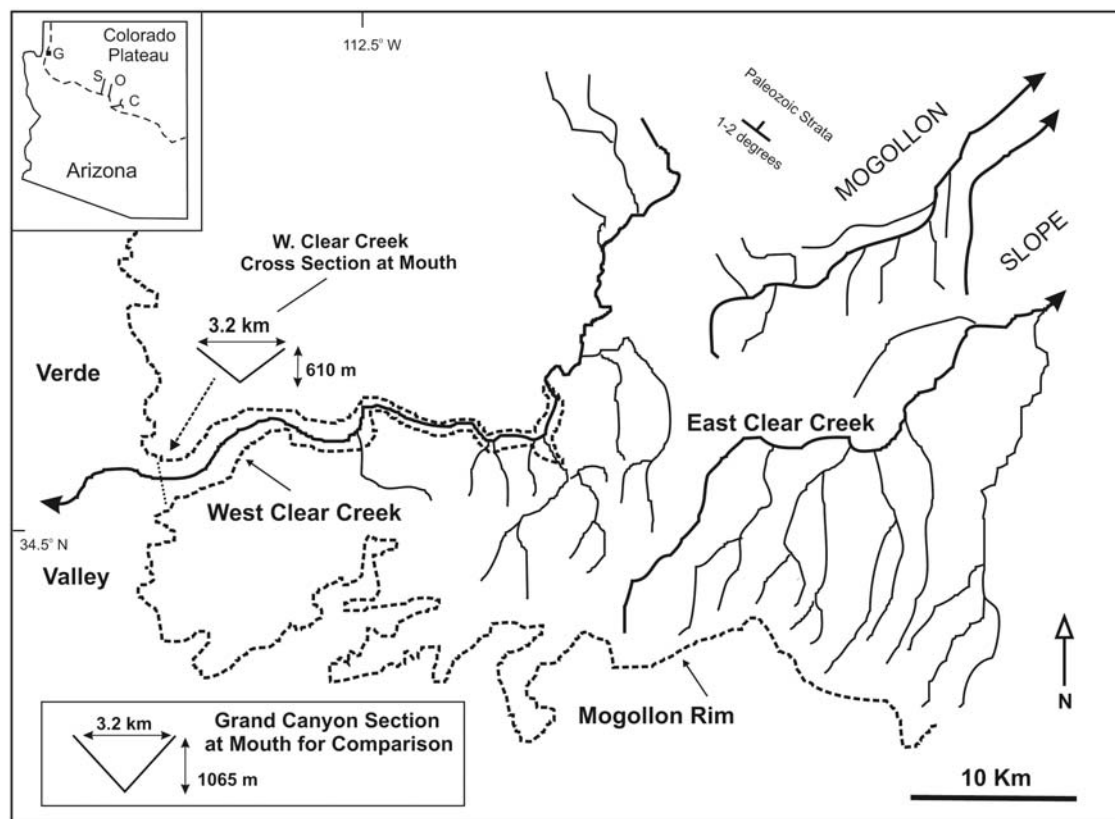 Colorado
Plateau
G
S
O
C
Arizona
112.5° W
Paleozoic Strata
1-2 degrees
MOGOLLON
SLOPE
W. Clear Creek
Cross Section at Mouth
3.2 km
610 m
Verde
East Clear Creek
West Clear Creek
34.5° N
Valley
Mogollon Rim
N
Grand Canyon Section
at Mouth for Comparison
3.2 km
1065 m
10 Km